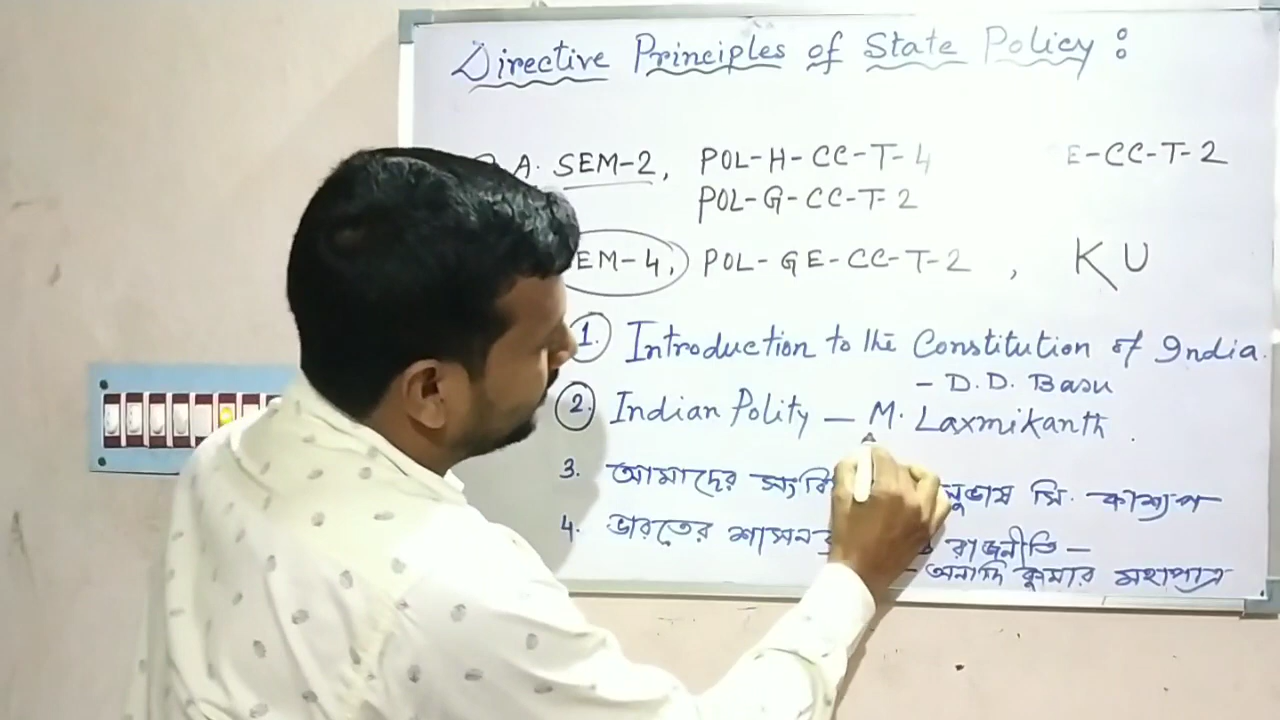 Directive Principles of State Policy :
A. SEM-2, POL-H-CC-T-4 E-CC-T-2
POL-G-CC-T-2
EM-4, POL-GE-CC-T-2 , KU
1. Introduction to the Constitution of India.
- D.D. Basu
2. Indian Polity - M. Laxmikanth .
3. আমাদের সি. কাশ্যপ
4. ভারতের রাজনীতি -
- অনাদি কুমার মহাপাত্র